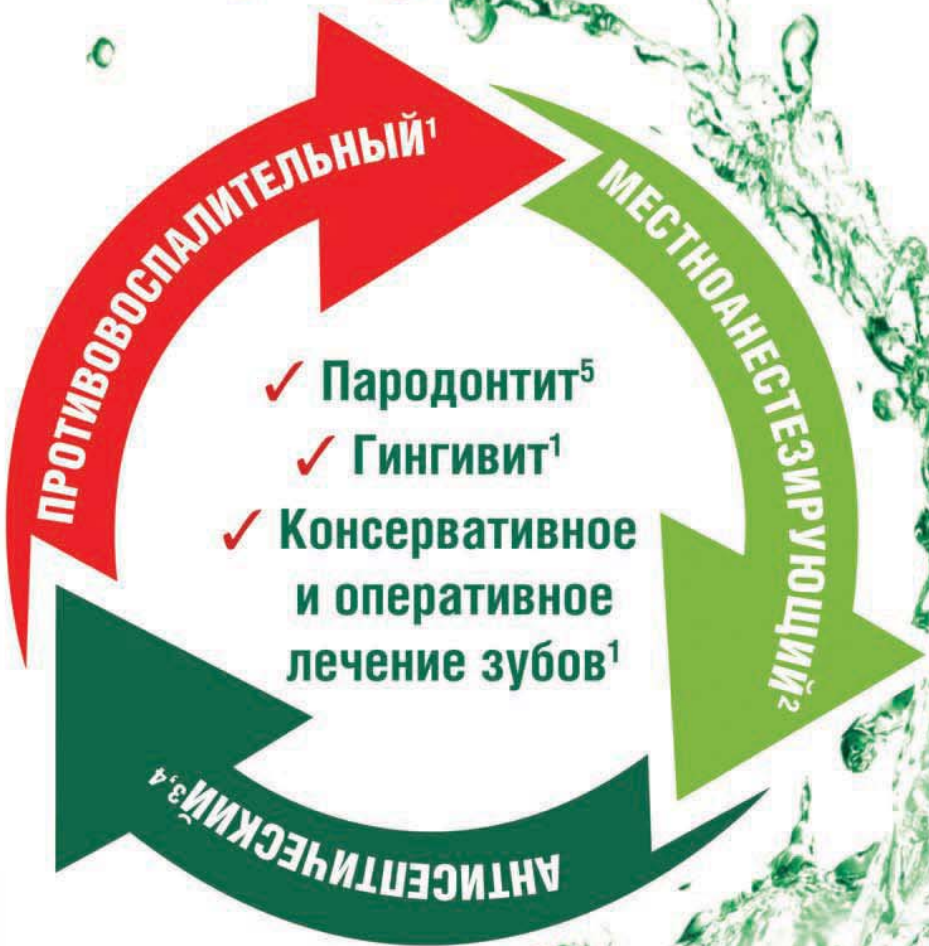 ПРОТИВОВОСПАЛИТЕЛЬНЫЙ¹
МЕСТНОАНЕСТЕЗИРУЮЩИЙ²
✓ Пародонтит⁵
✓ Гингивит¹
✓ Консервативное
и оперативное
лечение зубов¹
АНТИСЕПТИЧЕСКИЙ³,⁴